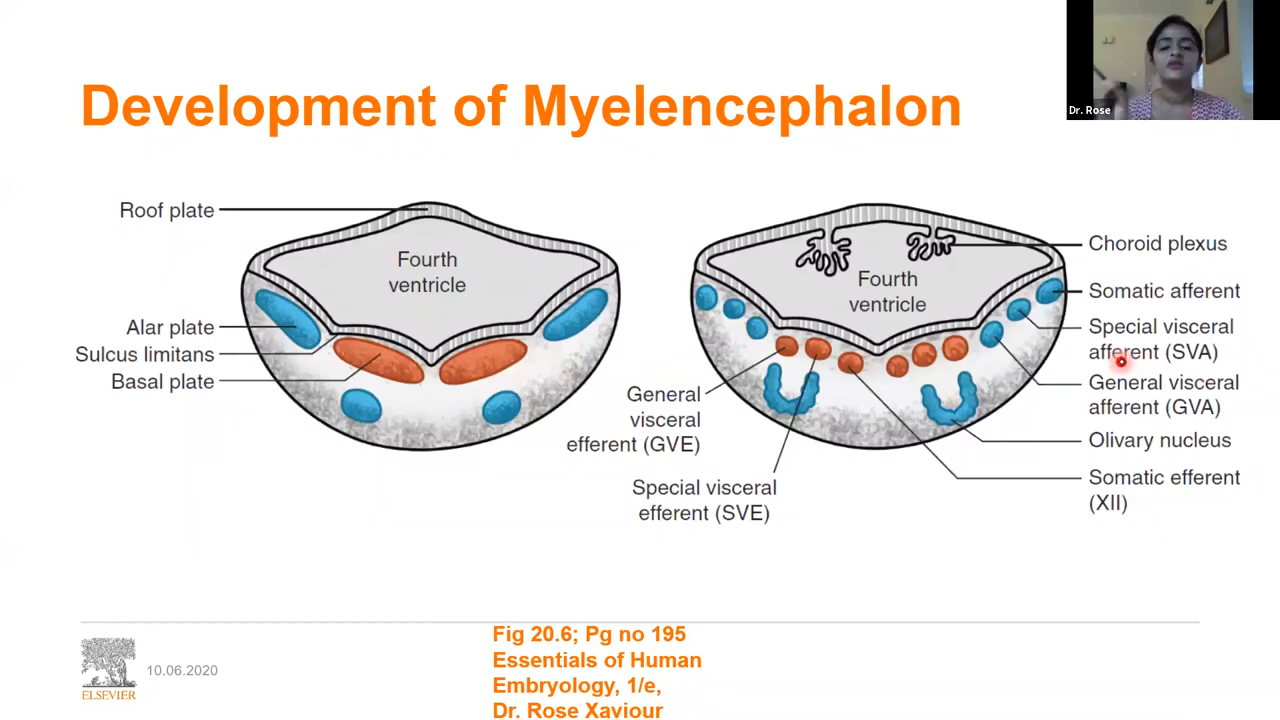 Dr. Rose
Development of Myelencephalon
Roof plate
Fourth
ventricle
Alar plate
Sulcus limitans
Basal plate
Fourth
ventricle
General
visceral
efferent (GVE)
Special visceral
efferent (SVE)
Choroid plexus
Somatic afferent
Special visceral
afferent (SVA)
General visceral
afferent (GVA)
Olivary nucleus
Somatic efferent
(XII)
ELSEVIER
10.06.2020
Fig 20.6; Pg no 195
Essentials of Human
Embryology, 1/e,
Dr. Rose Xaviour